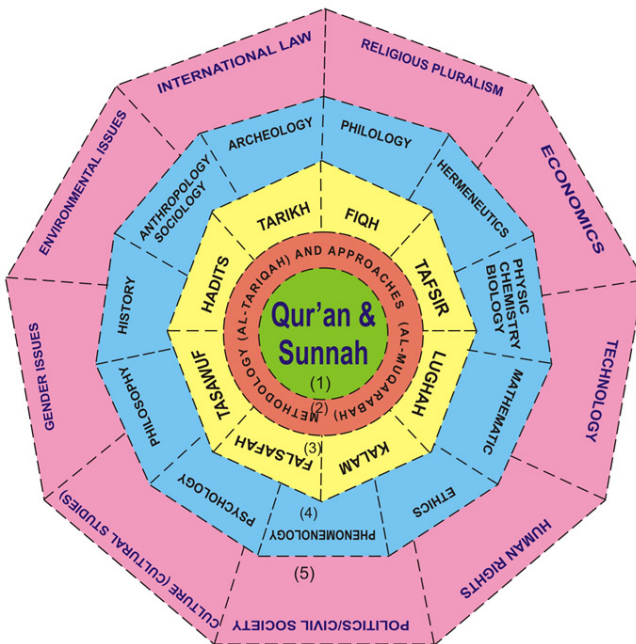 Qur'an &
Sunnah
(1)
METHODOLOGY (AL-TARIQAH) AND APPROACHES (AL-MUQARABAH)
(2)
TARIKH
FIQH
TAFSIR
LUGHAH
KALAM
FALSAFAH
TASAWUF
HADITS
(3)
ARCHEOLOGY
PHILOLOGY
HERMENEUTICS
PHYSIC
CHEMISTRY
BIOLOGY
MATHEMATIC
ETHICS
PHENOMENOLOGY
PSYCHOLOGY
PHILOSOPHY
HISTORY
ANTHROPOLOGY
SOCIOLOGY
(4)
INTERNATIONAL LAW
RELIGIOUS PLURALISM
ECONOMICS
TECHNOLOGY
HUMAN RIGHTS
POLITICS/CIVIL SOCIETY
CULTURE (CULTURAL STUDIES)
GENDER ISSUES
ENVIRONMENTAL ISSUES
(5)